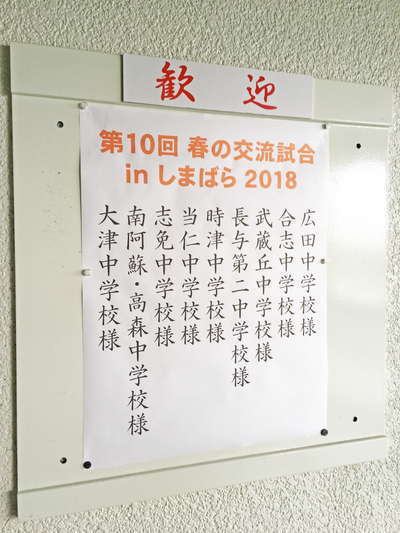 歓迎
第10回 春の交流試合
in しまばら 2018
広田中学校様
合志中学校様
武蔵丘中学校様
長与第二中学校様
時津中学校様
当仁中学校様
志免中学校様
南阿蘇・高森中学校様
大津中学校様